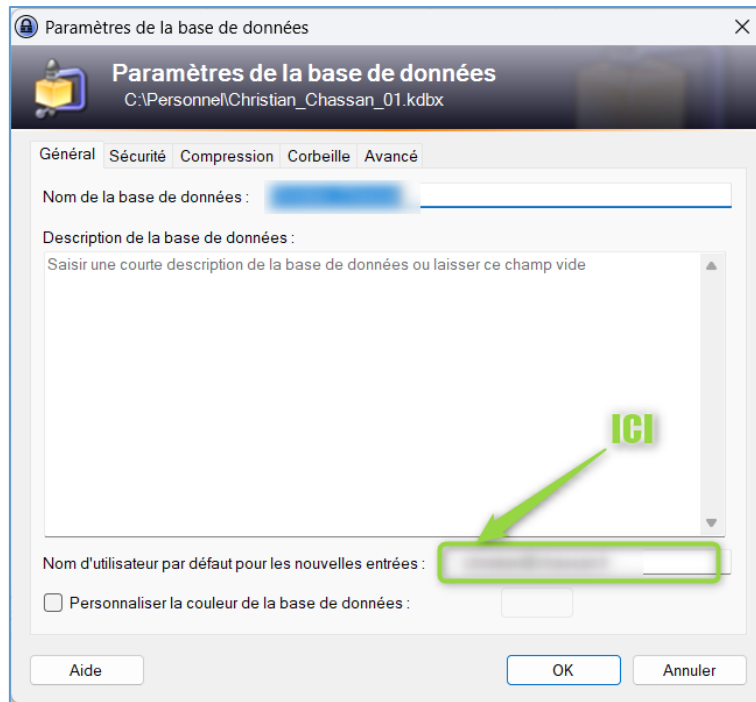 Paramètres de la base de données
Paramètres de la base de données
C:\Personnel\Christian_Chassan_01.kdbx
Général Sécurité Compression Corbeille Avancé
Nom de la base de données :
Description de la base de données :
Saisir une courte description de la base de données ou laisser ce champ vide
ICI
Nom d'utilisateur par défaut pour les nouvelles entrées :
Personnaliser la couleur de la base de données :
Aide OK Annuler